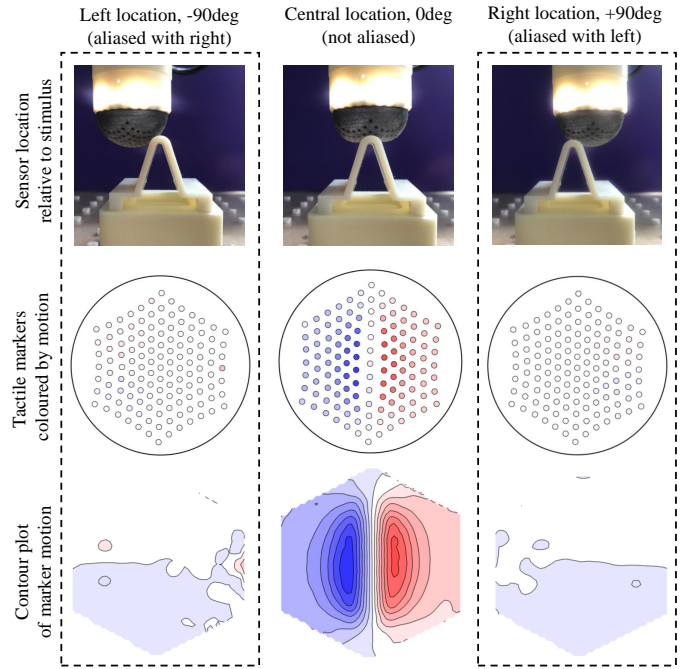 Left location, -90deg
(aliased with right)
Central location, 0deg
(not aliased)
Right location, +90deg
(aliased with left)
Sensor location
relative to stimulus
Tactile markers
coloured by motion
Contour plot
of marker motion